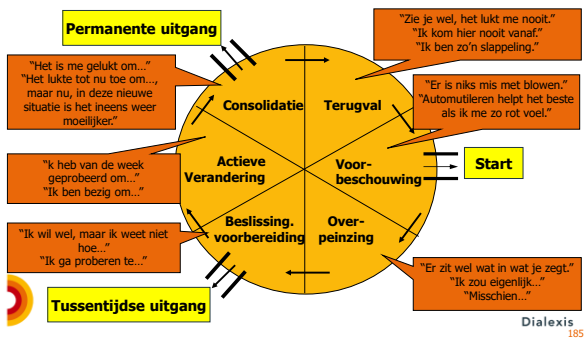 Permanente uitgang
“Zie je wel, het lukt me nooit.”
“Ik kom hier nooit vanaf.”
“Ik ben zo’n slappeling.”
“Het is me gelukt om…”
“Het lukte tot nu toe om…,
maar nu, in deze nieuwe
situatie is het ineens weer
moeilijker.”
Consolidatie
Terugval
“Er is niks mis met blowen.”
“Automutileren helpt het beste
als ik me zo rot voel.”
“k heb van de week
geprobeerd om…”
“Ik ben bezig om…”
Actieve
Verandering
Voor-
beschouwing
Start
“Ik wil wel, maar ik weet niet
hoe…”
“Ik ga proberen te…”
Beslissing.
voorbereiding
Over-
peinzing
“Er zit wel wat in wat je zegt.”
“Ik zou eigenlijk…”
“Misschien…”
Tussentijdse uitgang
Dialexis
185